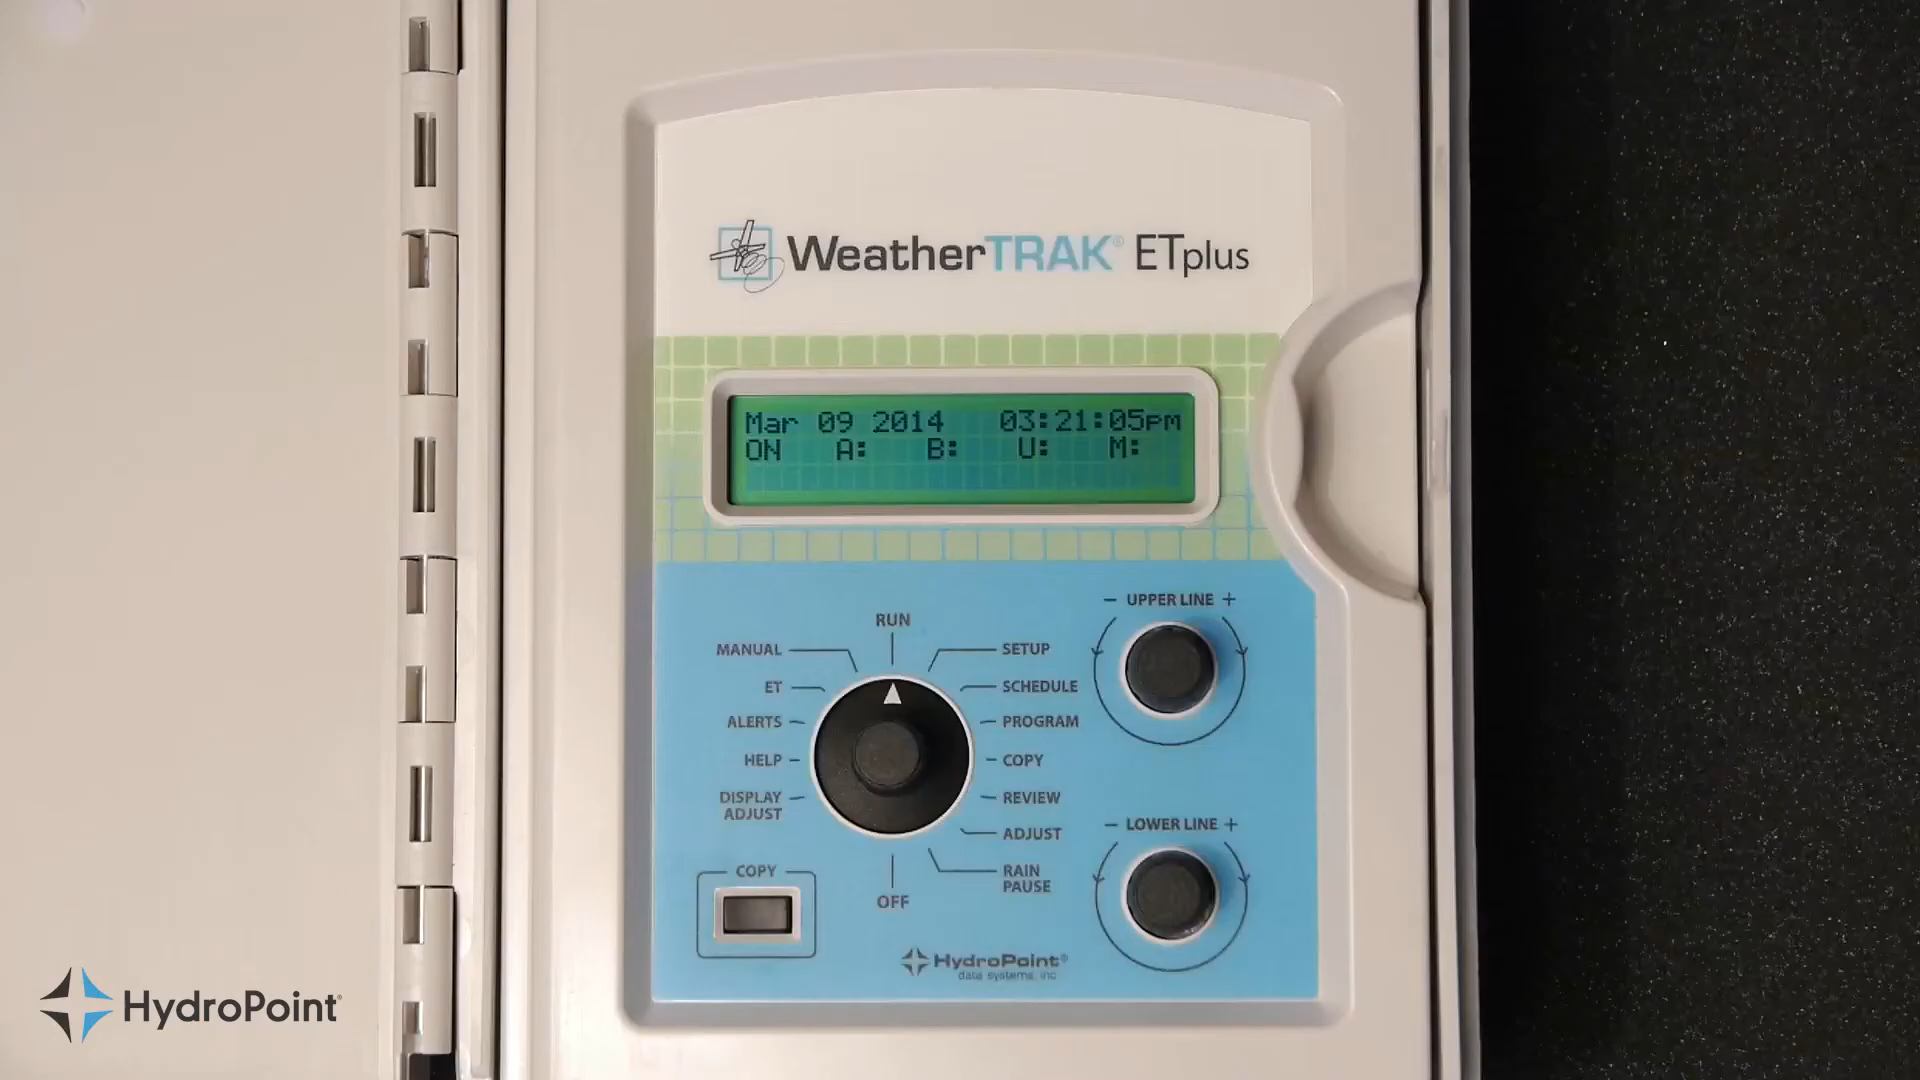 WeatherTRAK® ETplus
Mar 09 2014 03:21:05pm
ON A: B: U: M:
RUN
MANUAL
ET
ALERTS
HELP
DISPLAY
ADJUST
SETUP
SCHEDULE
PROGRAM
COPY
REVIEW
ADJUST
RAIN
PAUSE
OFF
COPY
− UPPER LINE +
− LOWER LINE +
HydroPoint®
data systems, inc
HydroPoint®